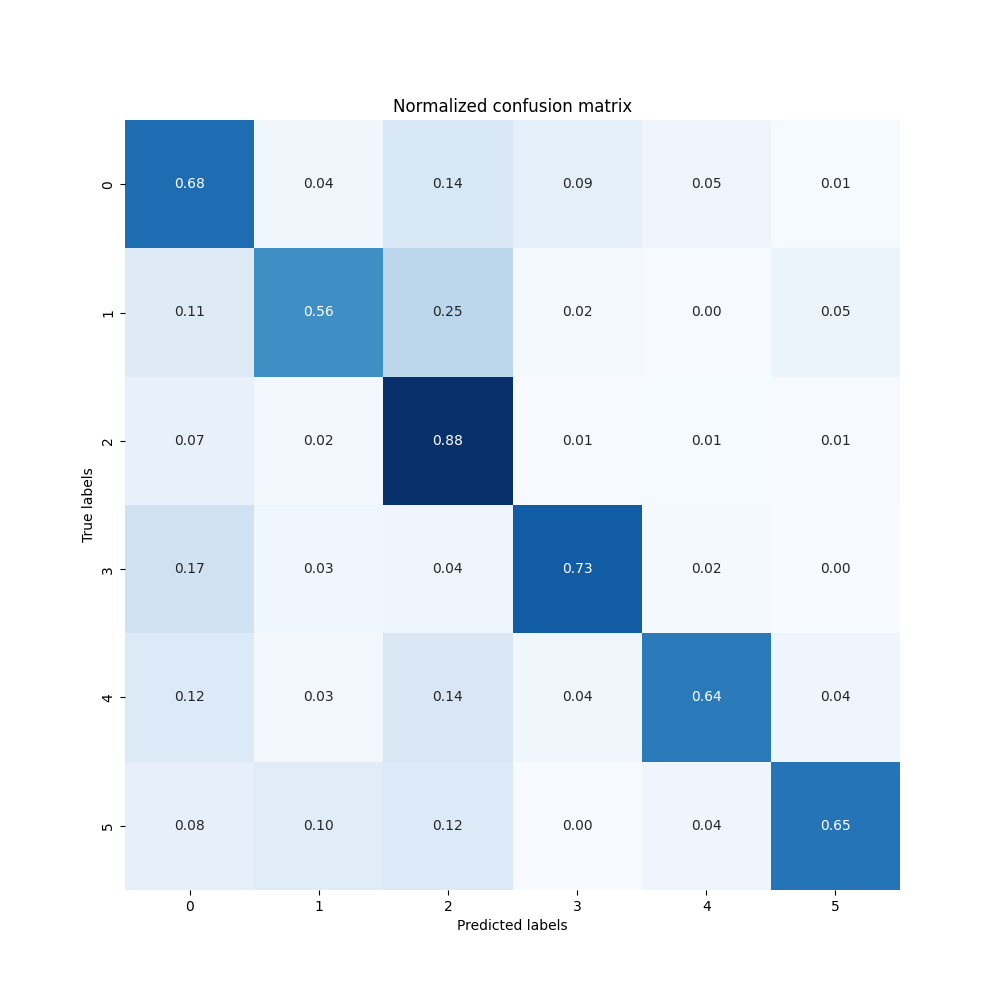 Normalized confusion matrix
True labels
0 0.68 0.04 0.14 0.09 0.05 0.01
1 0.11 0.56 0.25 0.02 0.00 0.05
2 0.07 0.02 0.88 0.01 0.01 0.01
3 0.17 0.03 0.04 0.73 0.02 0.00
4 0.12 0.03 0.14 0.04 0.64 0.04
5 0.08 0.10 0.12 0.00 0.04 0.65
0 1 2 3 4 5
Predicted labels